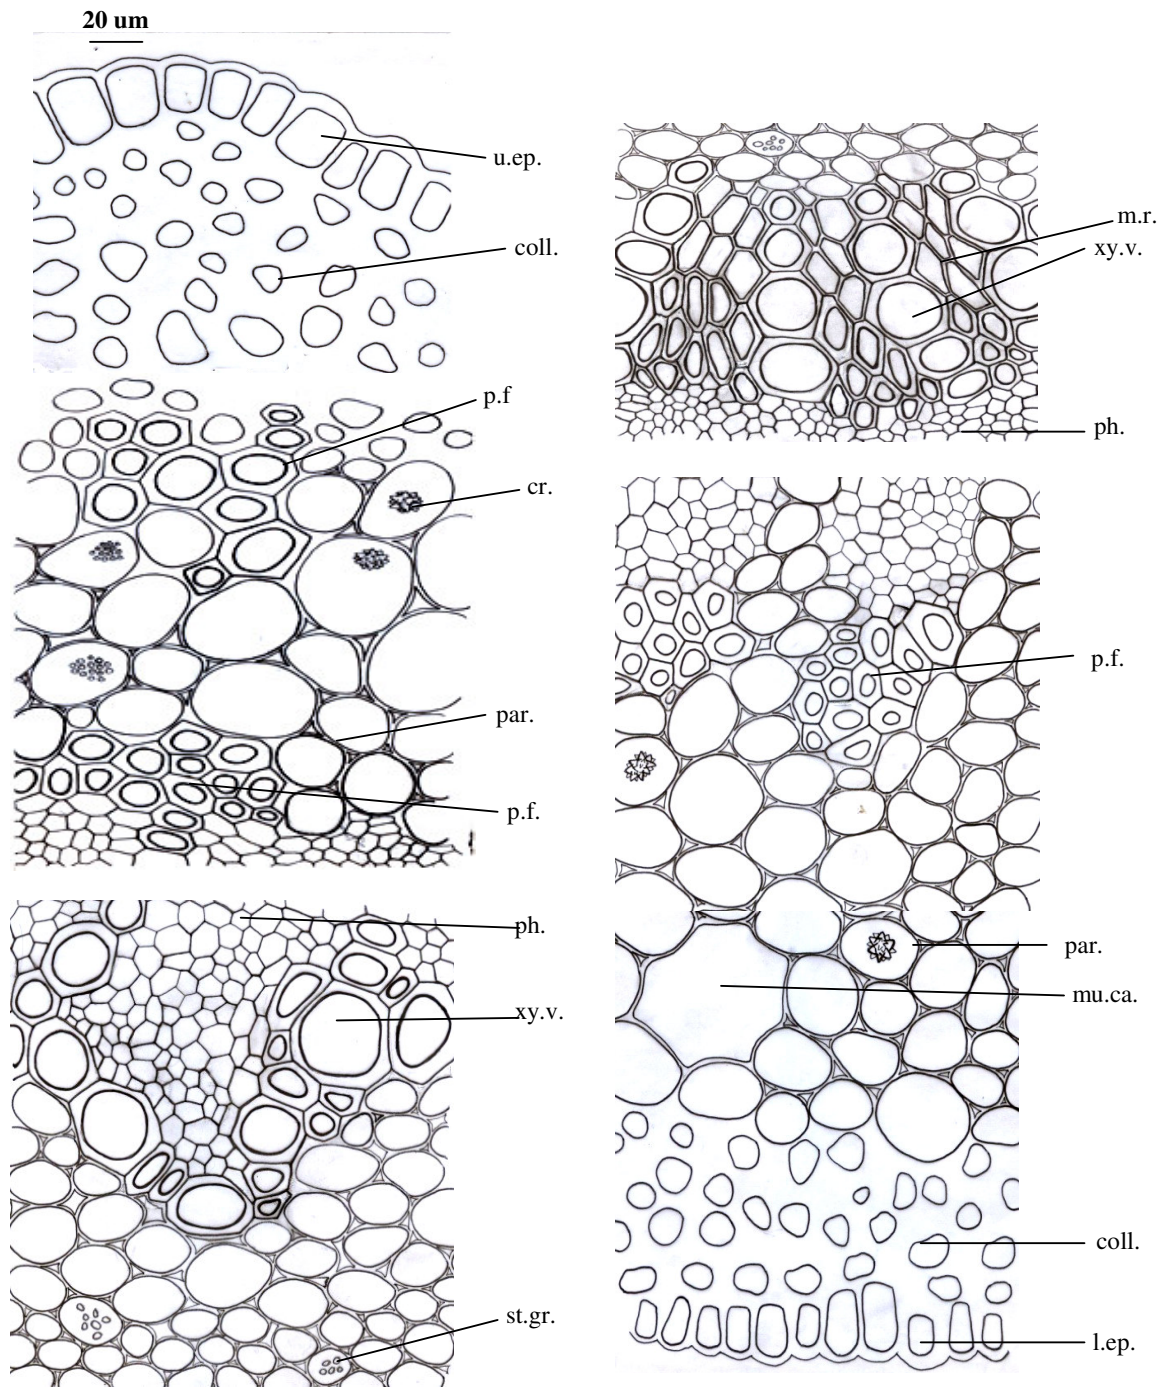 20 um
u.ep.
coll.
p.f
cr.
par.
p.f.
ph.
xy.v.
st.gr.
m.r.
xy.v.
ph.
p.f.
par.
mu.ca.
coll.
l.ep.